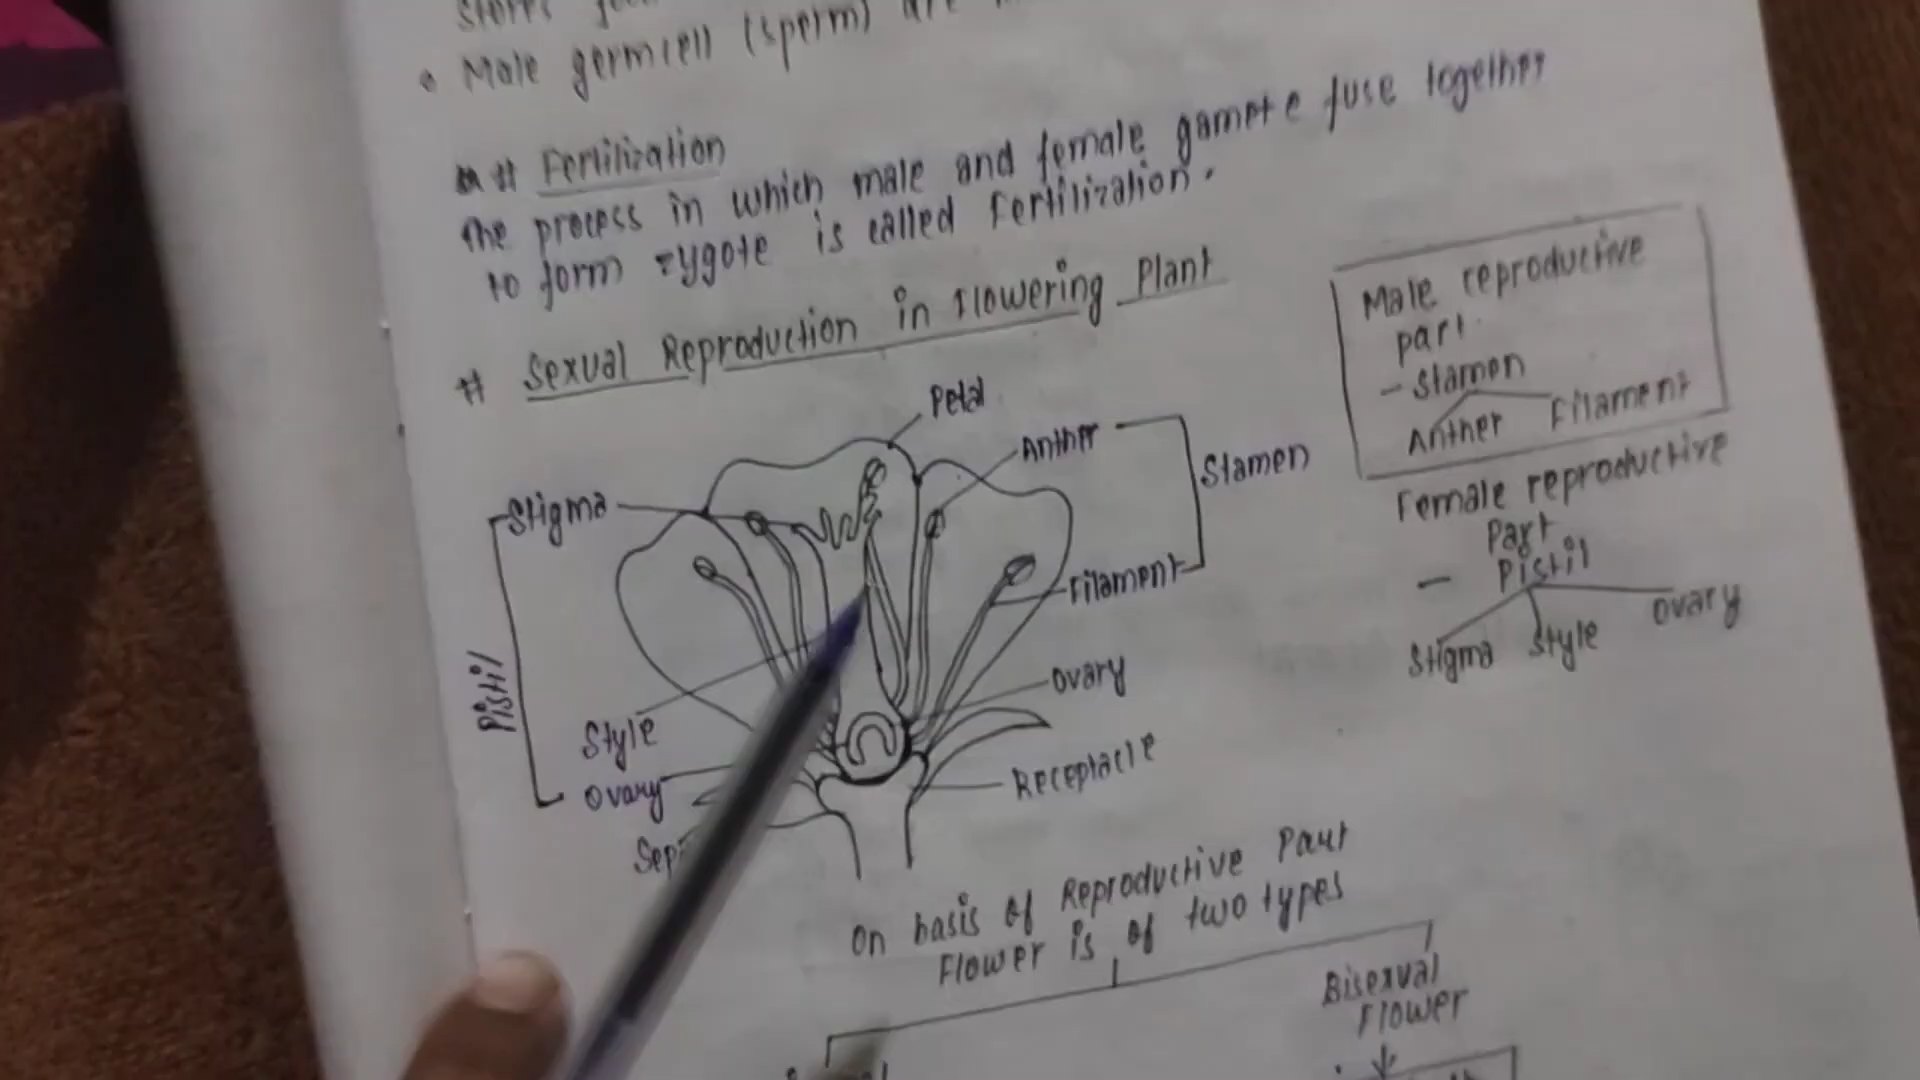 • Male germcell (sperm) are
# Fertilization
The process in which male and female gamete fuse together
to form zygote is called Fertilization.
# Sexual Reproduction in Flowering Plant
Petal
Anther
Stamen
Stigma
Filament
Pistil
Style
Ovary
Ovary
Receptacle
Male reproductive
part
- Stamen
Anther Filament
Female reproductive
Part
- Pistil
Stigma Style Ovary
On basis of Reproductive Part
Flower is of two types
Bisexual
Flower